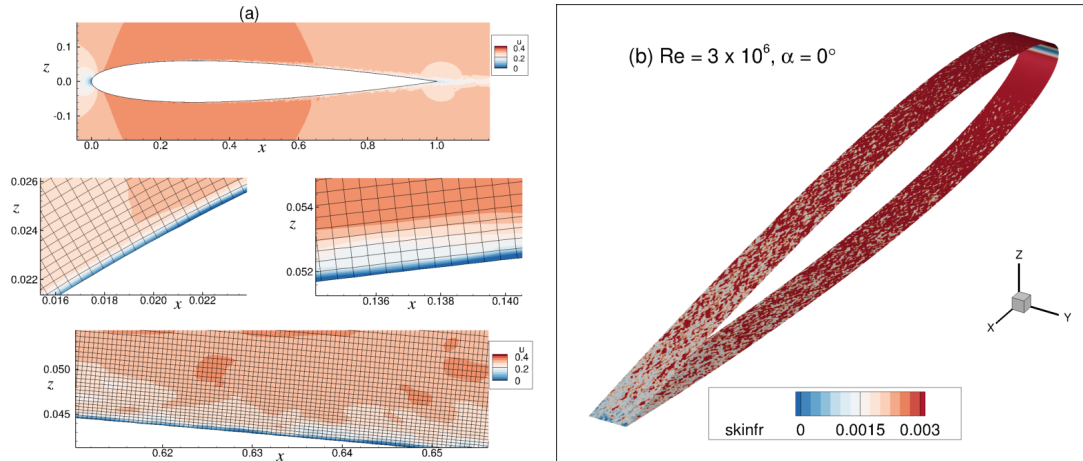 (a)
u
0.4
0.2
0
z
0.1
0.0
-0.1
0.0 0.2 0.4 0.6 0.8 1.0
x
0.026
z
0.024
0.022
0.016 0.018 0.020 0.022
x
0.054
z
0.052
0.136 0.138 0.140
x
u
0.4
0.2
0
0.050
z
0.045
0.62 0.63 0.64 0.65
x
(b) Re = 3 x 10⁶, α = 0°
Z
Y
X
skinfr 0 0.0015 0.003